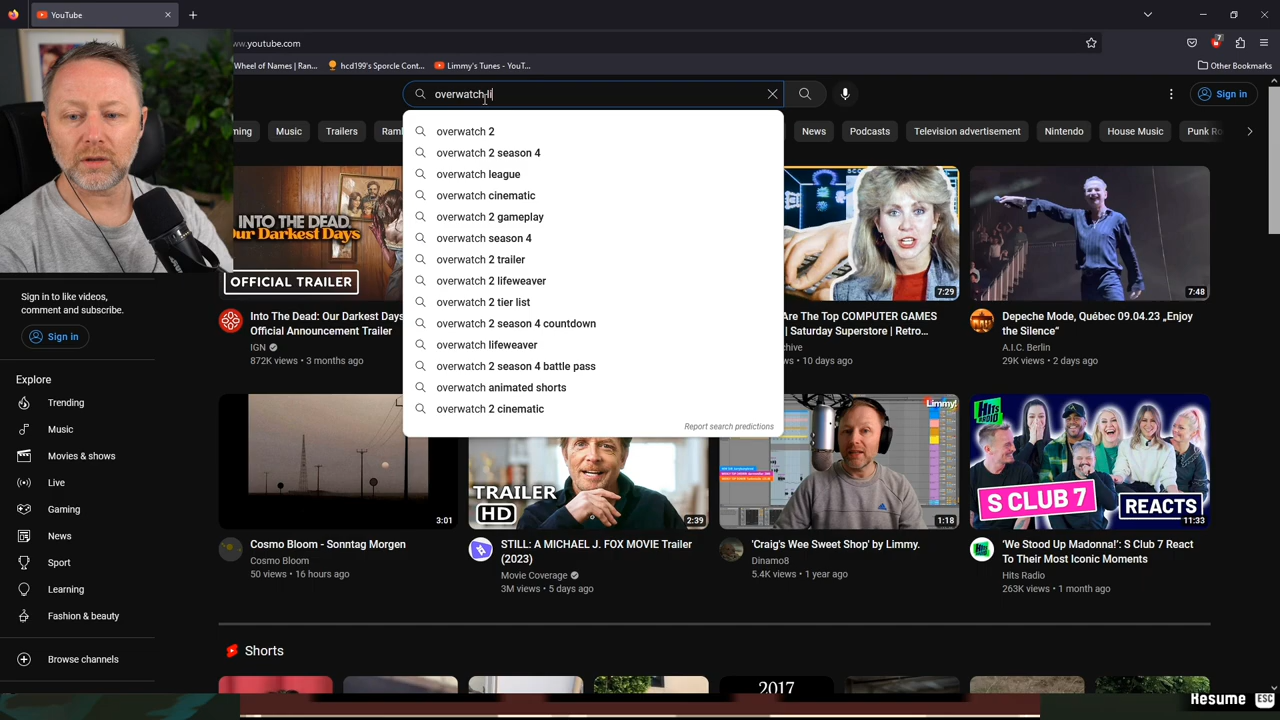 YouTube
ww.youtube.com
7
Wheel of Names | Ran...
hcd199's Sporcle Cont...
Limmy's Tunes - YouT...
Other Bookmarks
overwatch li
Sign in
ming
Music
Trailers
Ram
News
Podcasts
Television advertisement
Nintendo
House Music
Punk Ro
overwatch 2
overwatch 2 season 4
overwatch league
overwatch cinematic
overwatch 2 gameplay
overwatch season 4
overwatch 2 trailer
overwatch 2 lifeweaver
overwatch 2 tier list
overwatch 2 season 4 countdown
overwatch lifeweaver
overwatch 2 season 4 battle pass
overwatch animated shorts
overwatch 2 cinematic
Report search predictions
INTO THE DEAD
Our Darkest Days
OFFICIAL TRAILER
7:29
7:48
Into The Dead: Our Darkest Days
Official Announcement Trailer
IGN
872K views • 3 months ago
Are The Top COMPUTER GAMES
| Saturday Superstore | Retro...
chive
s • 10 days ago
Depeche Mode, Québec 09.04.23 „Enjoy
the Silence“
A.I.C. Berlin
29K views • 2 days ago
Sign in to like videos,
comment and subscribe.
Sign in
Explore
Trending
Music
Movies & shows
Live
Gaming
News
Sport
Learning
Fashion & beauty
Browse channels
3:01
TRAILER
HD
2:39
Limmy!
1:18
Hits
Radio
S CLUB 7
REACTS
11:33
Cosmo Bloom - Sonntag Morgen
Cosmo Bloom
50 views • 16 hours ago
STILL: A MICHAEL J. FOX MOVIE Trailer
(2023)
Movie Coverage
3M views • 5 days ago
'Craig's Wee Sweet Shop' by Limmy.
Dinamo8
5.4K views • 1 year ago
‘We Stood Up Madonna!’: S Club 7 React
To Their Most Iconic Moments
Hits Radio
263K views • 1 month ago
Shorts
2017
Resume ESC